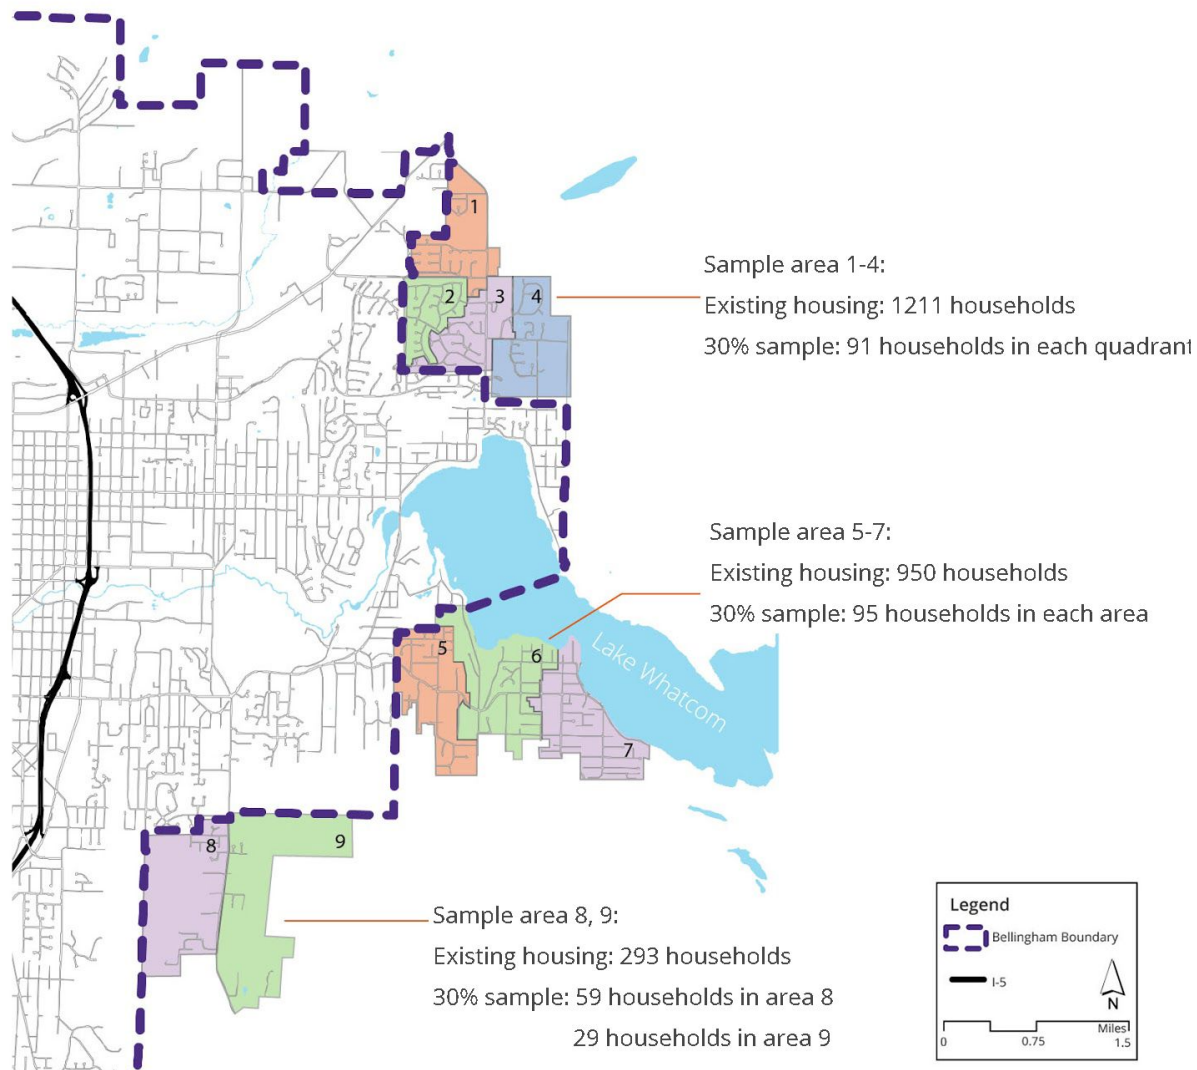 1
2
3
4
Sample area 1-4:
Existing housing: 1211 households
30% sample: 91 households in each quadrant
Sample area 5-7:
Existing housing: 950 households
30% sample: 95 households in each area
5
6
7
Lake Whatcom
8
9
Sample area 8, 9:
Existing housing: 293 households
30% sample: 59 households in area 8
29 households in area 9
Legend
Bellingham Boundary
I-5
N
Miles
0 0.75 1.5